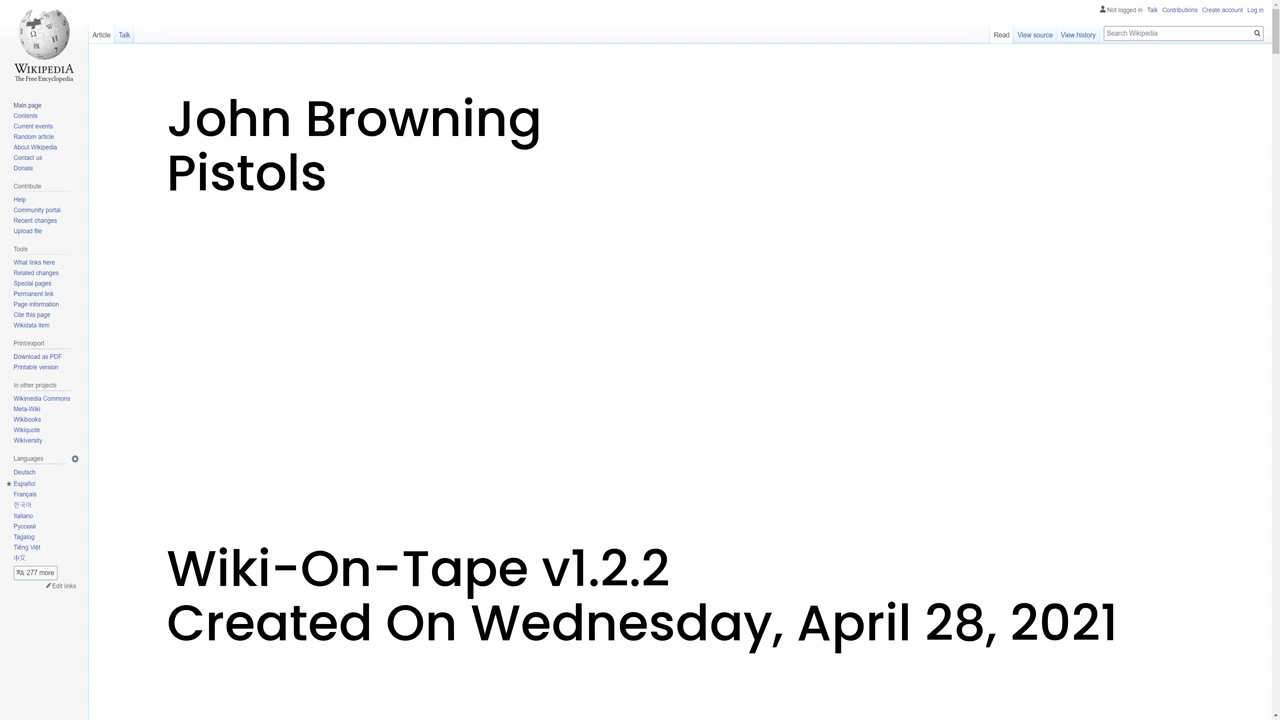 Not logged in Talk Contributions Create account Log in
Article Talk Read View source View history Search Wikipedia
WIKIPEDIA
The Free Encyclopedia
Main page
Contents
Current events
Random article
About Wikipedia
Contact us
Donate
Contribute
Help
Community portal
Recent changes
Upload file
Tools
What links here
Related changes
Special pages
Permanent link
Page information
Cite this page
Wikidata item
Print/export
Download as PDF
Printable version
In other projects
Wikimedia Commons
Meta-Wiki
Wikibooks
Wikiquote
Wikiversity
Languages
Deutsch
Español
Français
한국어
Italiano
Русский
Tagalog
Tiếng Việt
中文
277 more
Edit links
John Browning
Pistols
Wiki-On-Tape v1.2.2
Created On Wednesday, April 28, 2021